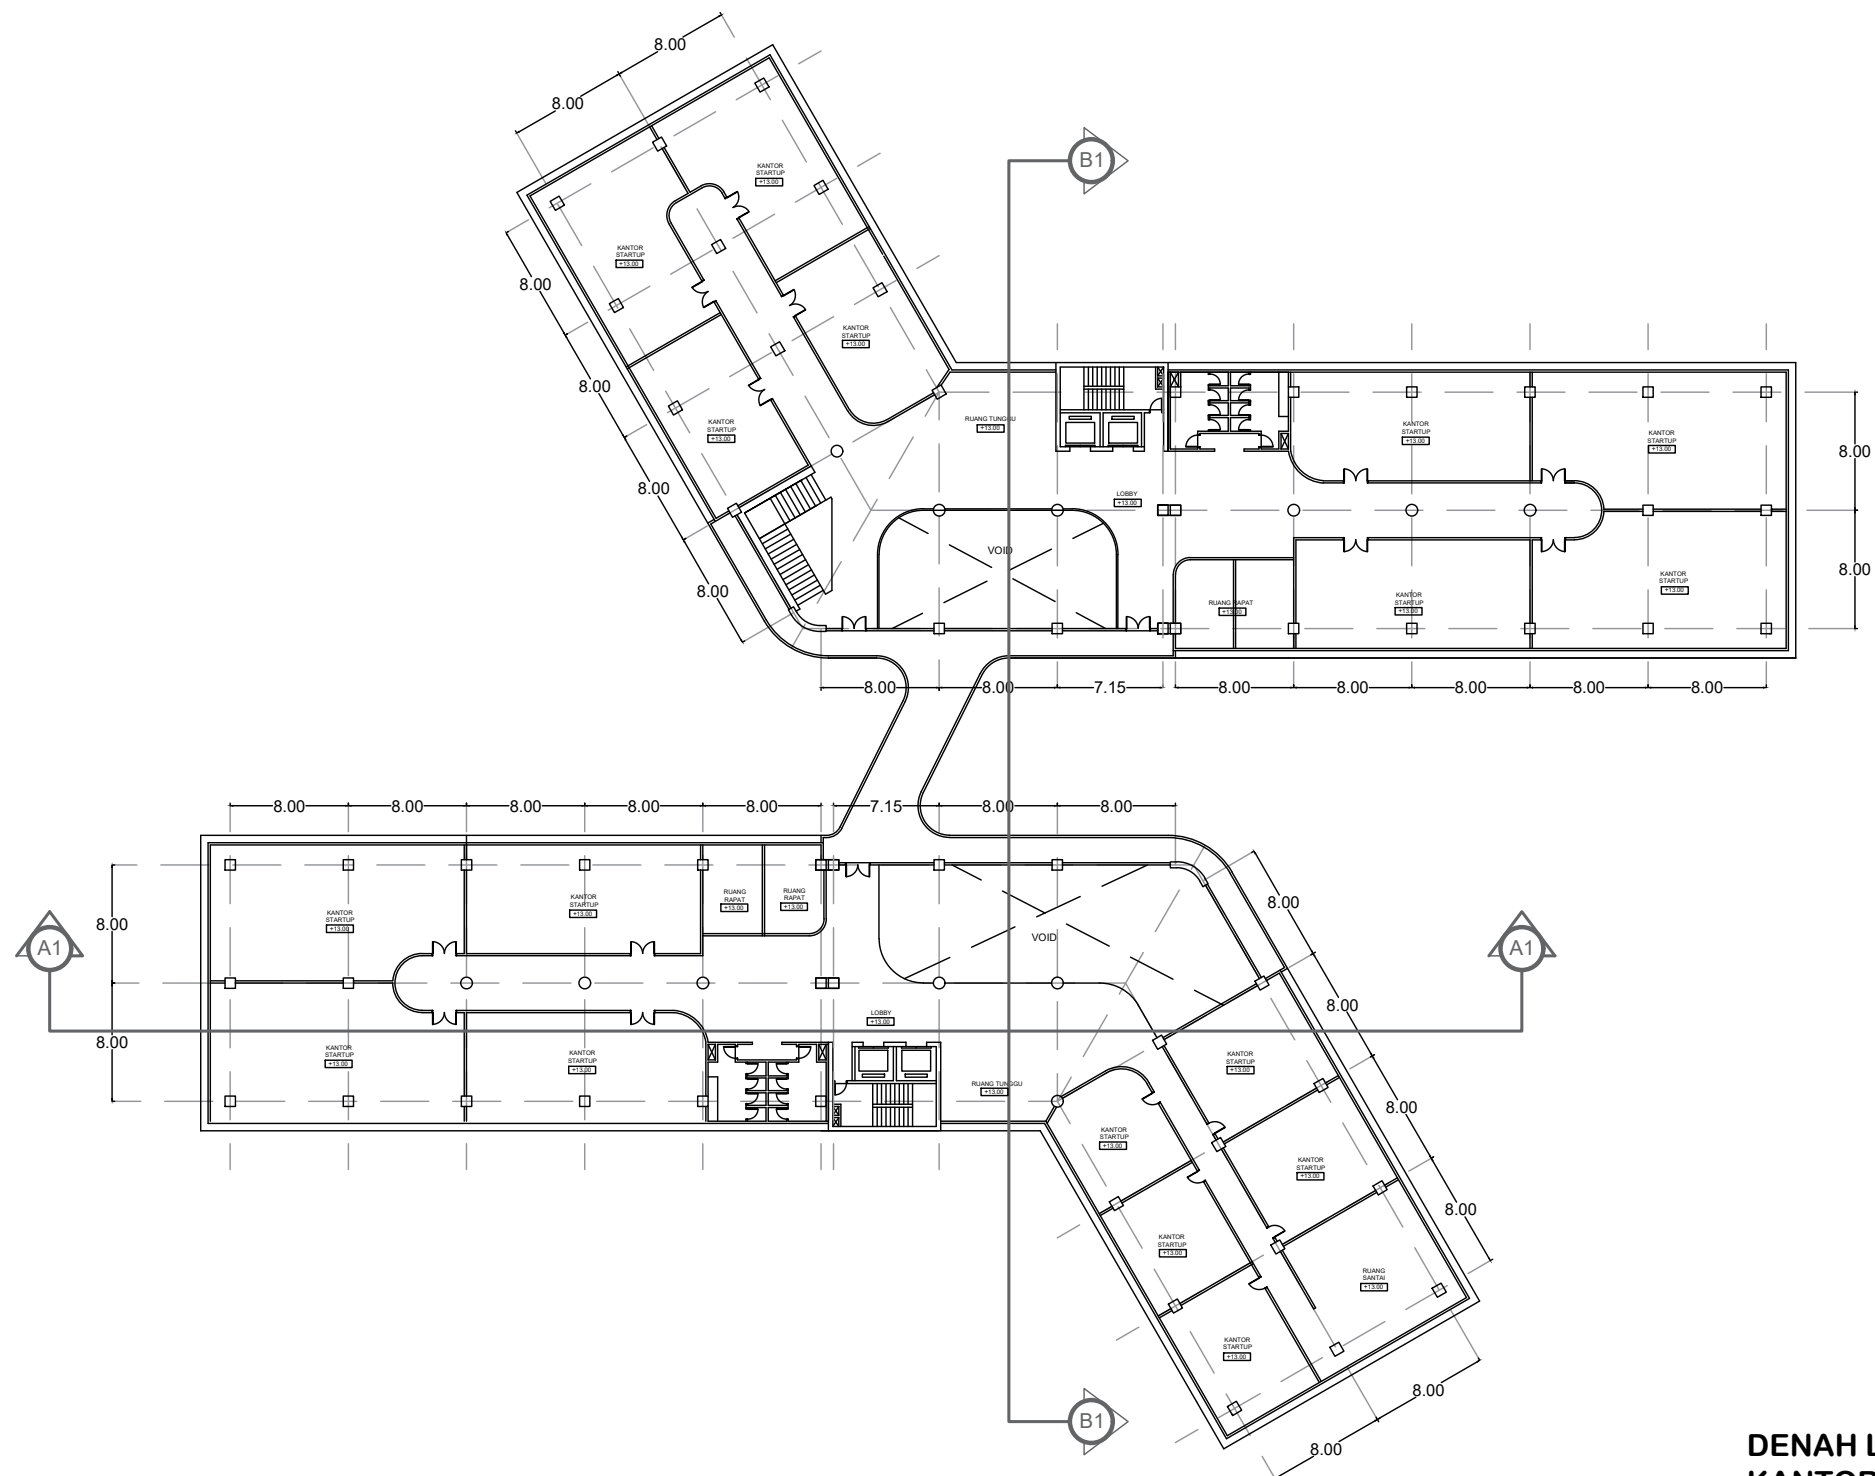 8.00
8.00
B1
KANTOR
STARTUP
+13.00
KANTOR
STARTUP
+13.00
8.00
KANTOR
STARTUP
+13.00
8.00
KANTOR
STARTUP
+13.00
RUANG TUNGGU
+13.00
KANTOR
STARTUP
+13.00
KANTOR
STARTUP
+13.00
8.00
8.00
LOBBY
+13.00
VOID
8.00
8.00
KANTOR
STARTUP
+13.00
KANTOR
STARTUP
+13.00
RUANG RAPAT
+13.00
8.00
8.00
7.15
8.00
8.00
8.00
8.00
8.00
8.00
8.00
8.00
8.00
8.00
7.15
8.00
8.00
RUANG
RAPAT
+13.00
RUANG
RAPAT
+13.00
KANTOR
STARTUP
+13.00
KANTOR
STARTUP
+13.00
8.00
8.00
A1
VOID
A1
8.00
LOBBY
+13.00
8.00
KANTOR
STARTUP
+13.00
KANTOR
STARTUP
+13.00
KANTOR
STARTUP
+13.00
RUANG TUNGGU
+13.00
8.00
KANTOR
STARTUP
+13.00
KANTOR
STARTUP
+13.00
8.00
KANTOR
STARTUP
+13.00
RUANG
SANTAI
+13.00
KANTOR
STARTUP
+13.00
8.00
B1
8.00
DENAH
KANTOR